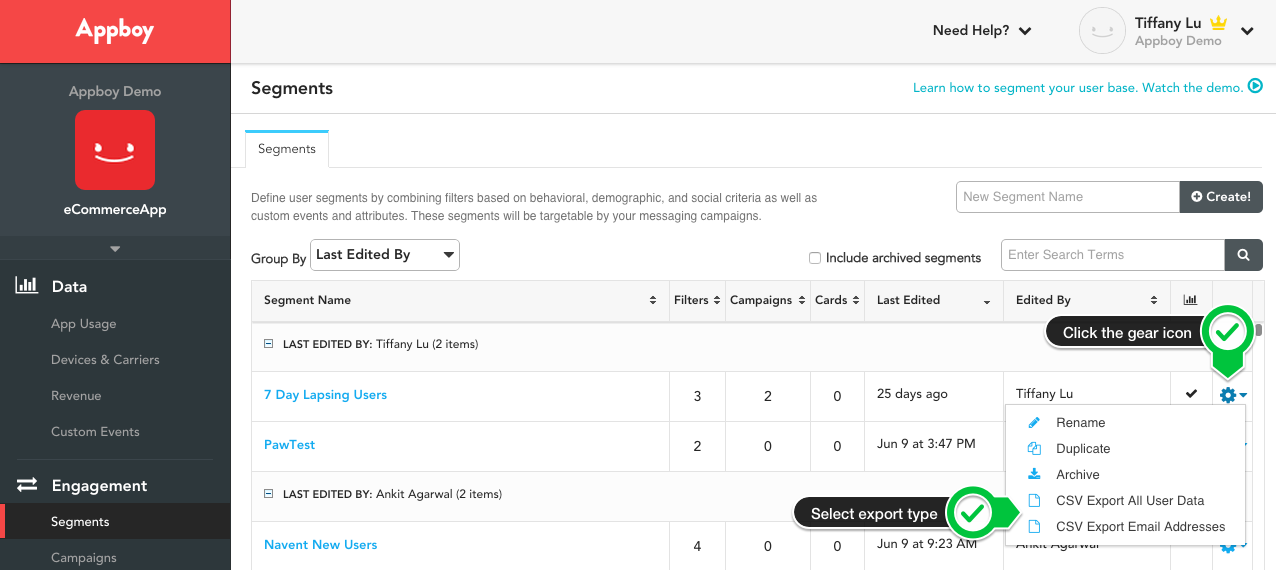 Appboy
Need Help?
Tiffany Lu
Appboy Demo
Appboy Demo
eCommerceApp
Data
App Usage
Devices & Carriers
Revenue
Custom Events
Engagement
Segments
Campaigns
Segments
Learn how to segment your user base. Watch the demo.
Segments
Define user segments by combining filters based on behavioral, demographic, and social criteria as well as
custom events and attributes. These segments will be targetable by your messaging campaigns.
New Segment Name
Create!
Group By Last Edited By
Include archived segments
Enter Search Terms
Segment Name Filters Campaigns Cards Last Edited Edited By
Click the gear icon
LAST EDITED BY: Tiffany Lu (2 items)
7 Day Lapsing Users 3 2 0 25 days ago Tiffany Lu
PawTest 2 0 0 Jun 9 at 3:47 PM
LAST EDITED BY: Ankit Agarwal (2 items)
Navent New Users 4 0 0 Jun 9 at 9:23 AM Ankit Agarwal
Rename
Duplicate
Archive
CSV Export All User Data
CSV Export Email Addresses
Select export type